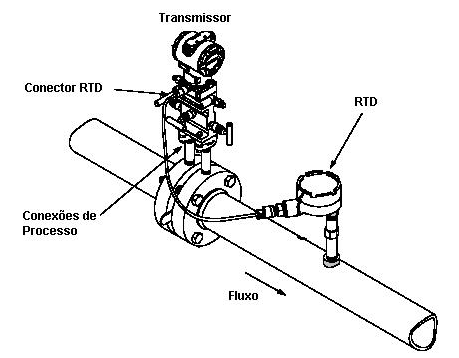 Transmissor
Conector RTD
RTD
Conexões de
Processo
Fluxo